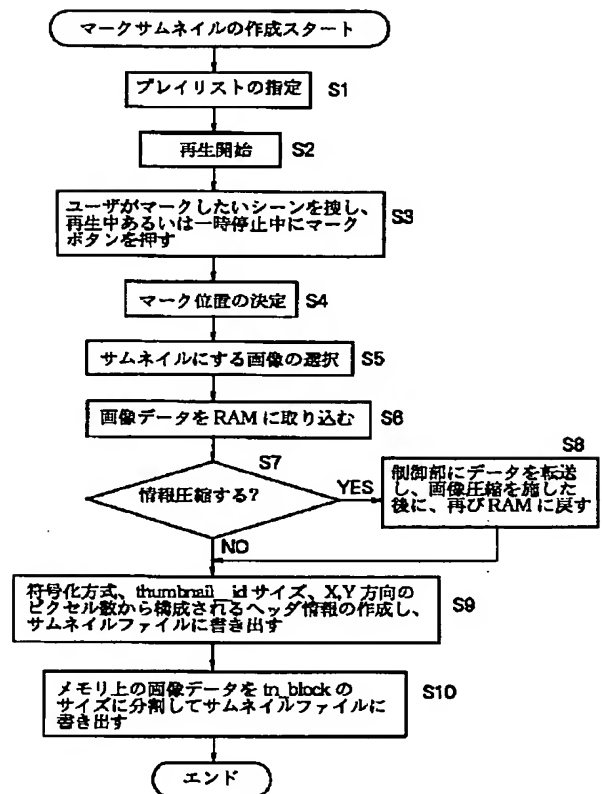 マークサムネイルの作成スタート
プレイリストの指定 S1
再生開始 S2
ユーザがマークしたいシーンを捜し、
再生中あるいは一時停止中にマーク
ボタンを押す
S3
マーク位置の決定 S4
サムネイルにする画像の選択 S5
画像データを RAM に取り込む S6
S7
情報圧縮する?
YES
NO
S8
制御部にデータを転送
し、画像圧縮を施した
後に、再び RAM に戻す
符号化方式、thumbnail_id サイズ、X,Y 方向の
ピクセル数から構成されるヘッダ情報の作成し、
サムネイルファイルに書き出す
S9
メモリ上の画像データを tn_block の
サイズに分割してサムネイルファイルに
書き出す
S10
エンド